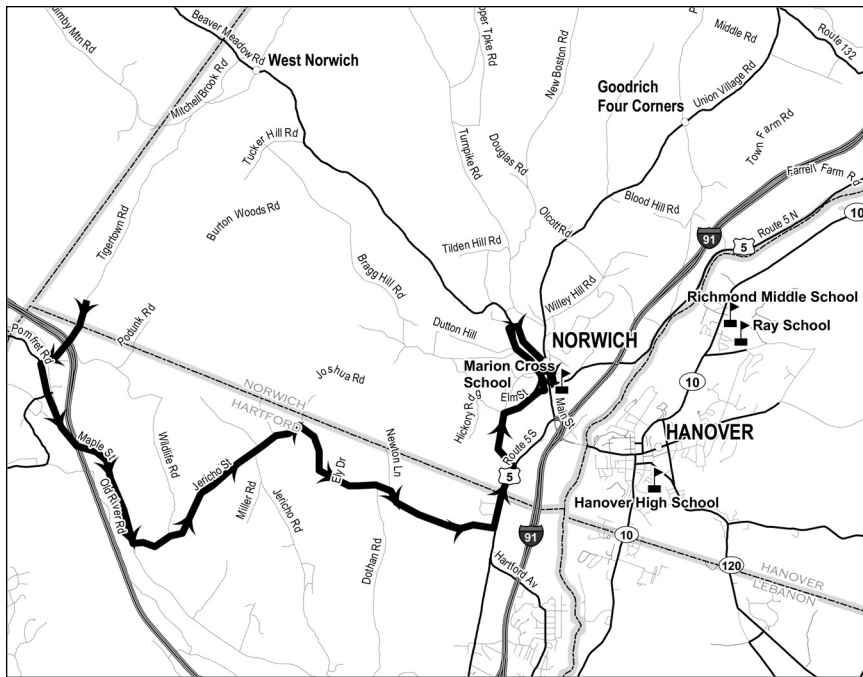 Quimby Mtn Rd
Beaver Meadow Rd
West Norwich
Mitchell Brook Rd
Tucker Hill Rd
Tigertown Rd
Burton Woods Rd
Bragg Hill Rd
Podunk Rd
Pomfret Rd
Turnpike Rd
New Boston Rd
Douglas Rd
Middle Rd
Route 132
Goodrich
Four Corners
Union Village Rd
Town Farm Rd
Farrell Farm Rd
Blood Hill Rd
Olcott Rd
Tilden Hill Rd
10
91
5
Route 5 N
Willey Hill Rd
Dutton Hill
Richmond Middle School
Ray School
NORWICH
Marion Cross
School
Joshua Rd
Hickory Rdg
Elm St
Main St
10
NORWICH
HARTFORD
HANOVER
Route 5 S
5
Maple St
Wildlife Rd
Jericho St
Old River Rd
Miller Rd
Jericho Rd
Ely Dr
Newton Ln
Dothan Rd
Hanover High School
91
10
120
Hartford Av
HANOVER
LEBANON